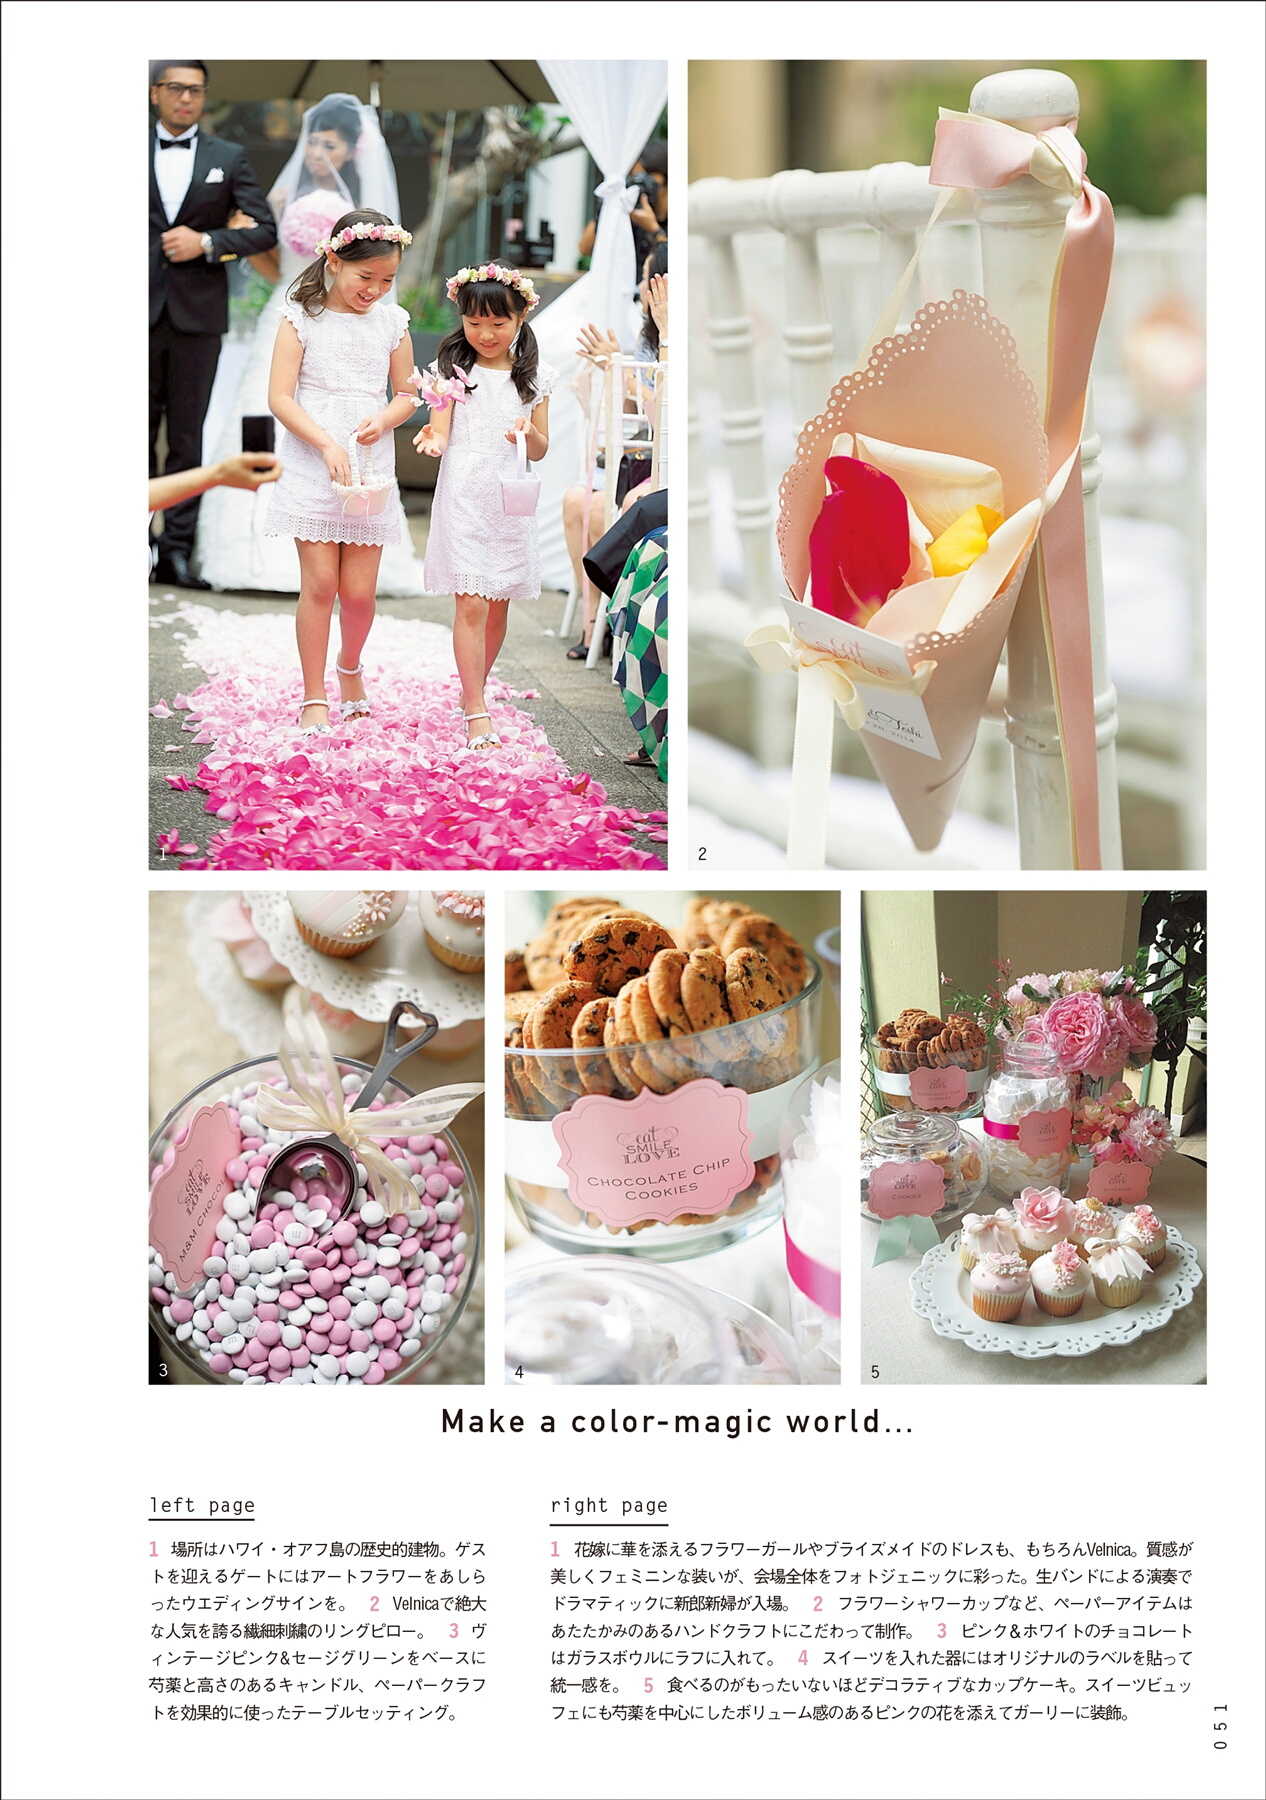 1
2
eat
SMILE
& Toshi
2014
eat
SMILE
LOVE
M&M CHOCOL
3
eat
SMILE
LOVE
CHOCOLATE CHIP
COOKIES
4
COOKIES
5
Make a color-magic world...
left page
1 場所はハワイ・オアフ島の歴史的建物。ゲス
トを迎えるゲートにはアートフラワーをあしら
ったウエディングサインを。 2 Velnicaで絶大
な人気を誇る繊細刺繍のリングピロー。 3 ヴ
ィンテージピンク&セージグリーンをベースに
芍薬と高さのあるキャンドル、ペーパークラフ
トを効果的に使ったテーブルセッティング。
right page
1 花嫁に華を添えるフラワーガールやブライズメイドのドレスも、もちろんVelnica。質感が
美しくフェミニンな装いが、会場全体をフォトジェニックに彩った。生バンドによる演奏で
ドラマティックに新郎新婦が入場。 2 フラワーシャワーカップなど、ペーパーアイテムは
あたたかみのあるハンドクラフトにこだわって制作。 3 ピンク&ホワイトのチョコレート
はガラスボウルにラフに入れて。 4 スイーツを入れた器にはオリジナルのラベルを貼って
統一感を。 5 食べるのがもったいないほどデコラティブなカップケーキ。スイーツビュッ
フェにも芍薬を中心にしたボリューム感のあるピンクの花を添えてガーリーに装飾。
051